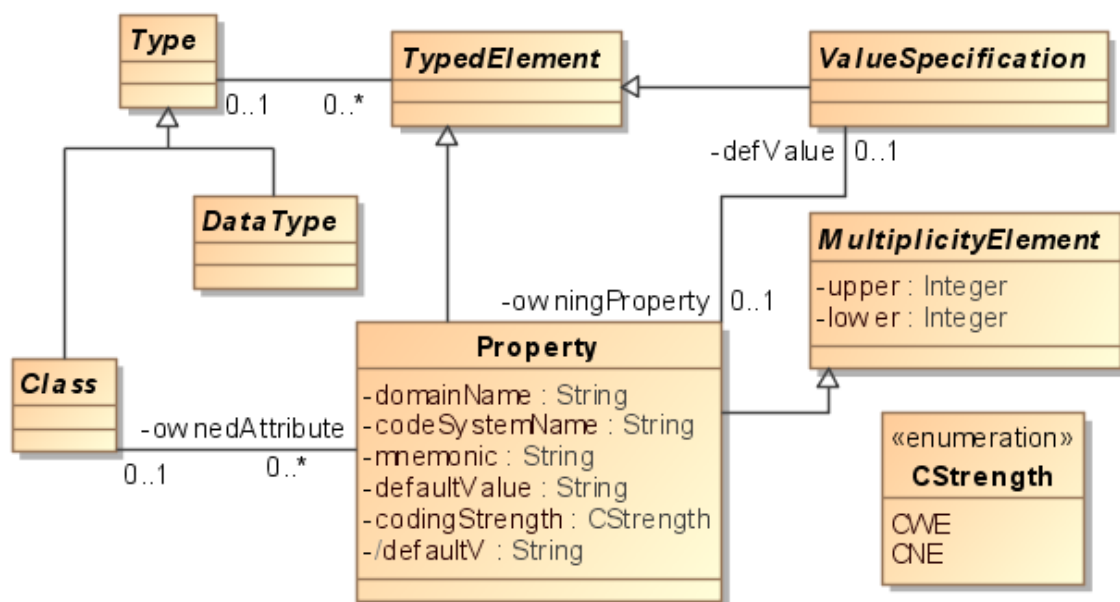 Type
TypedElement
ValueSpecification
0..1
0..*
-defValue
0..1
DataType
MultiplicityElement
-upper : Integer
-lower : Integer
-owningProperty
0..1
Property
-domainName : String
-codeSystemName : String
-mnemonic : String
-defaultValue : String
-codingStrength : CStrength
-/defaultV : String
Class
-ownedAttribute
0..1
0..*
«enumeration»
CStrength
CWE
CNE